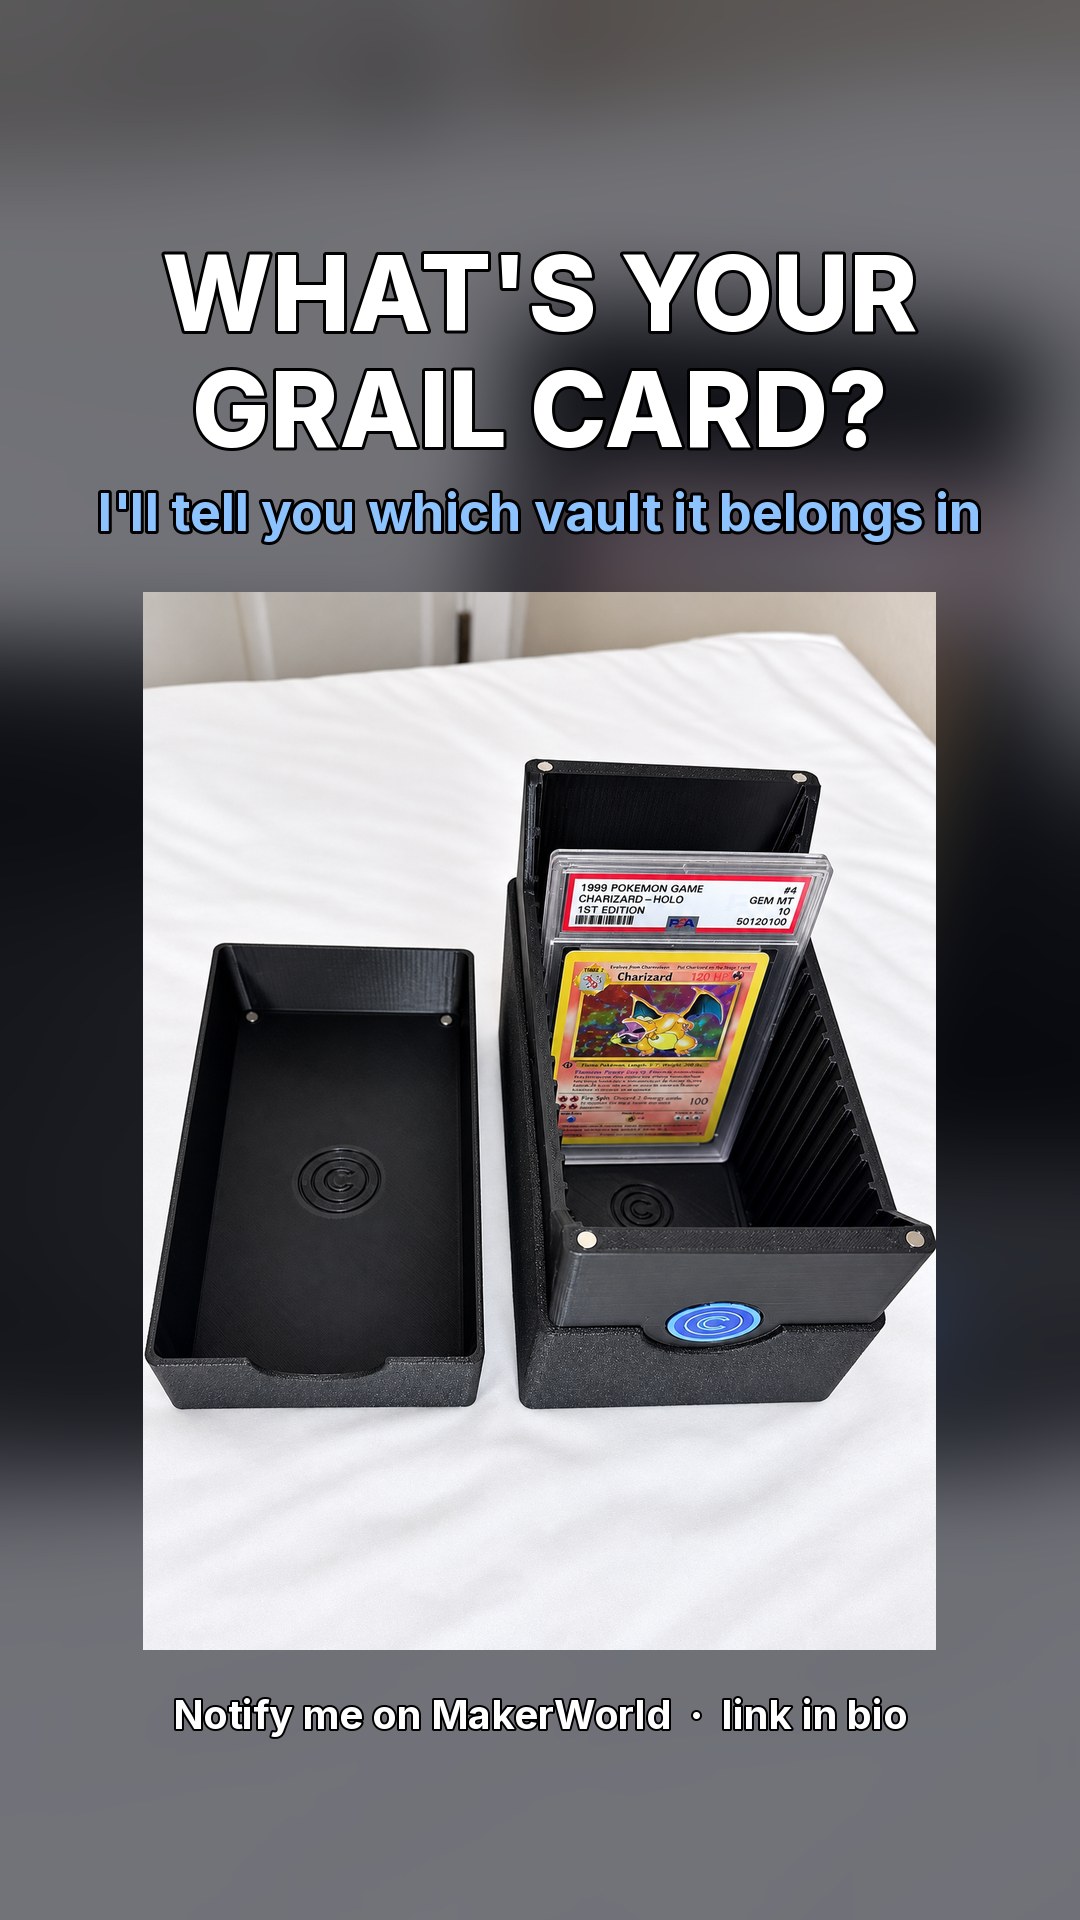 WHAT'S YOUR
GRAIL CARD?
I'll tell you which vault it belongs in
1999 POKEMON GAME #4
CHARIZARD-HOLO GEM MT
1ST EDITION 10
PSA 50120100
Charizard 120 HP
100
C
C
C
Notify me on MakerWorld · link in bio